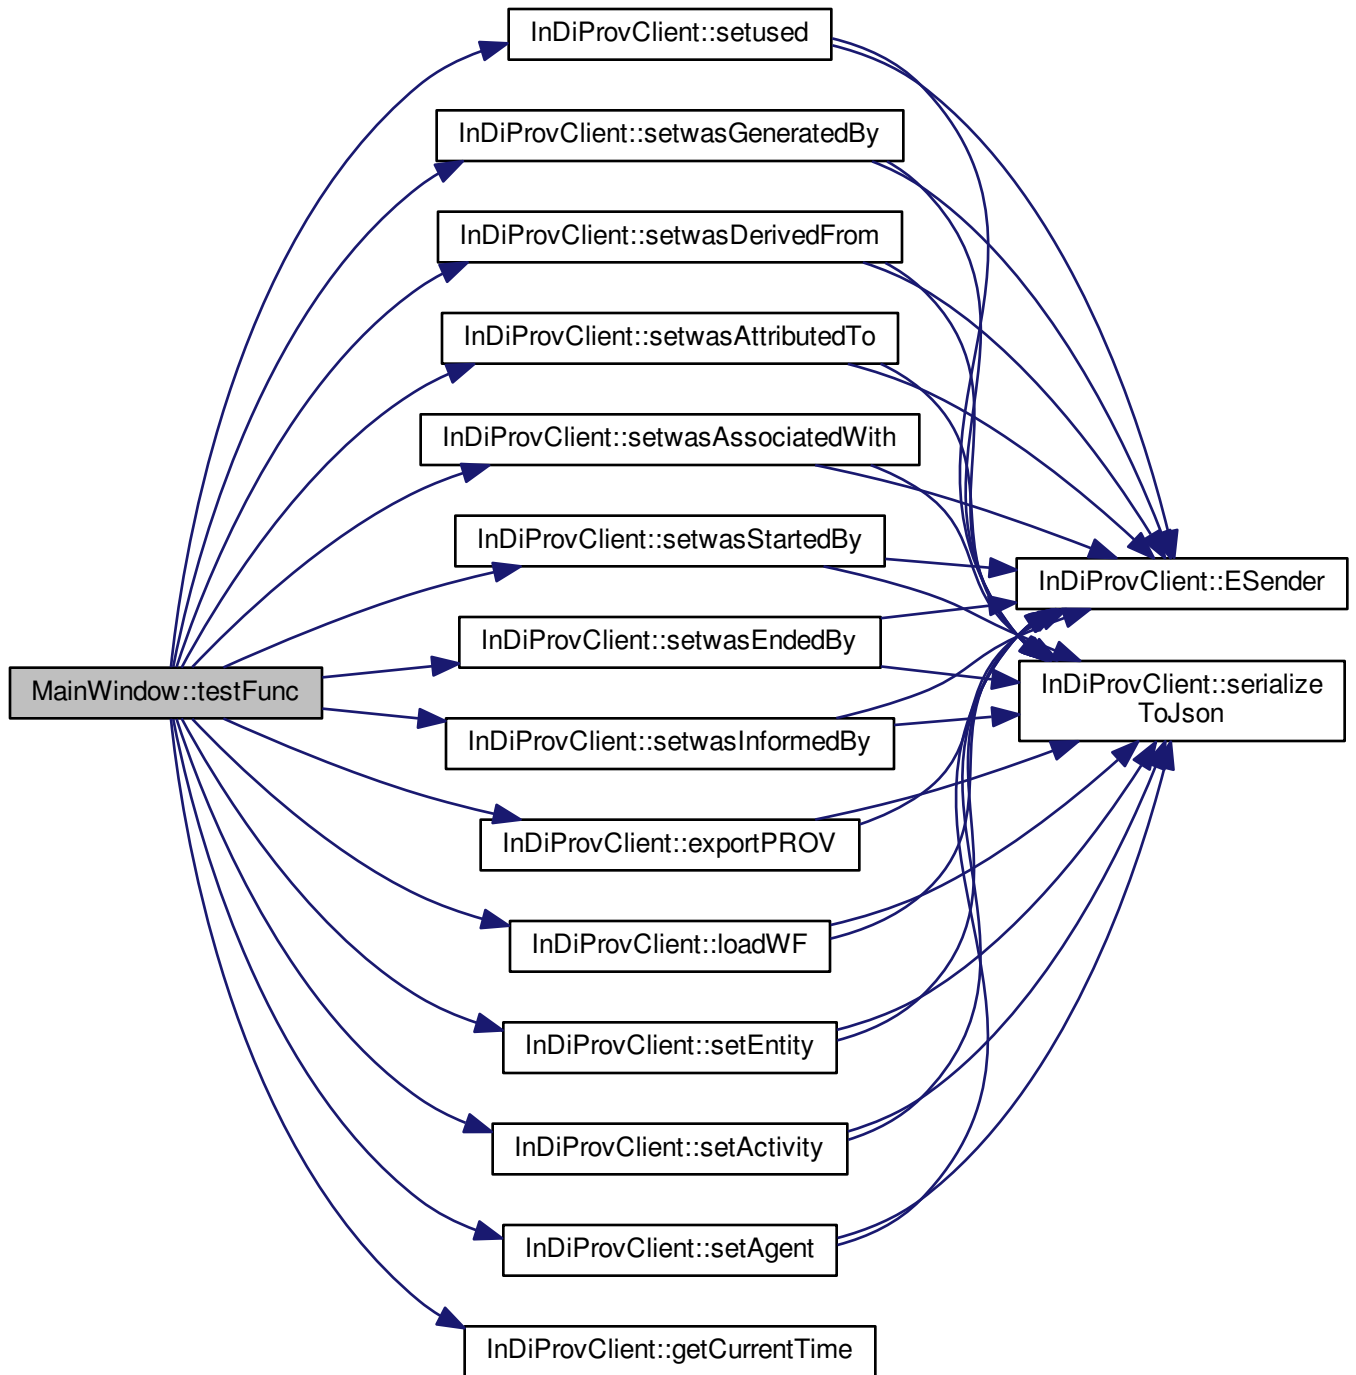 InDiProvClient::setused
InDiProvClient::setwasGeneratedBy
InDiProvClient::setwasDerivedFrom
InDiProvClient::setwasAttributedTo
InDiProvClient::setwasAssociatedWith
InDiProvClient::setwasStartedBy
InDiProvClient::setwasEndedBy
InDiProvClient::setwasInformedBy
InDiProvClient::exportPROV
InDiProvClient::loadWF
InDiProvClient::setEntity
InDiProvClient::setActivity
InDiProvClient::setAgent
InDiProvClient::getCurrentTime
MainWindow::testFunc
InDiProvClient::ESender
InDiProvClient::serialize
ToJson